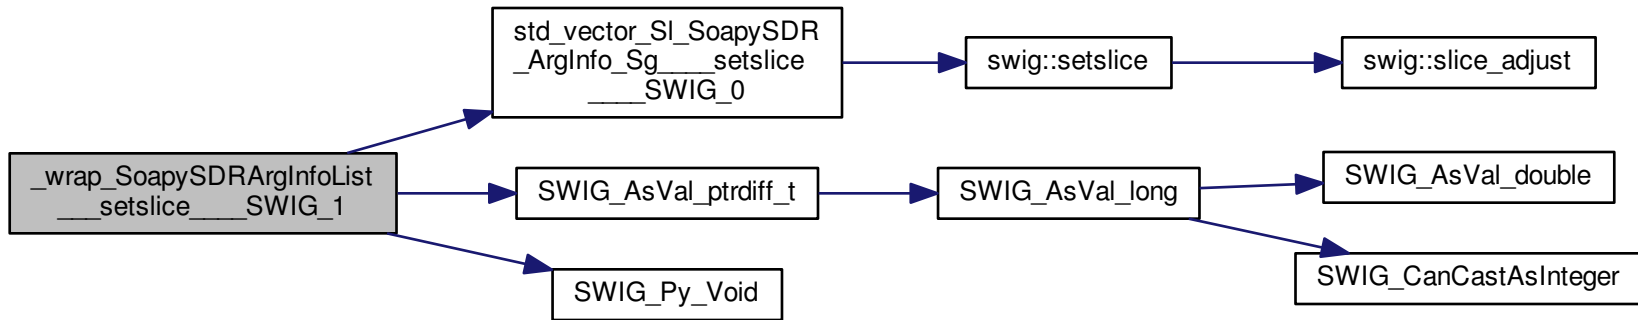 std_vector_Sl_SoapySDR
_ArgInfo_Sg____setslice
____SWIG_0
swig::setslice
swig::slice_adjust
_wrap_SoapySDRArgInfoList
___setslice____SWIG_1
SWIG_AsVal_ptrdiff_t
SWIG_AsVal_long
SWIG_AsVal_double
SWIG_CanCastAsInteger
SWIG_Py_Void